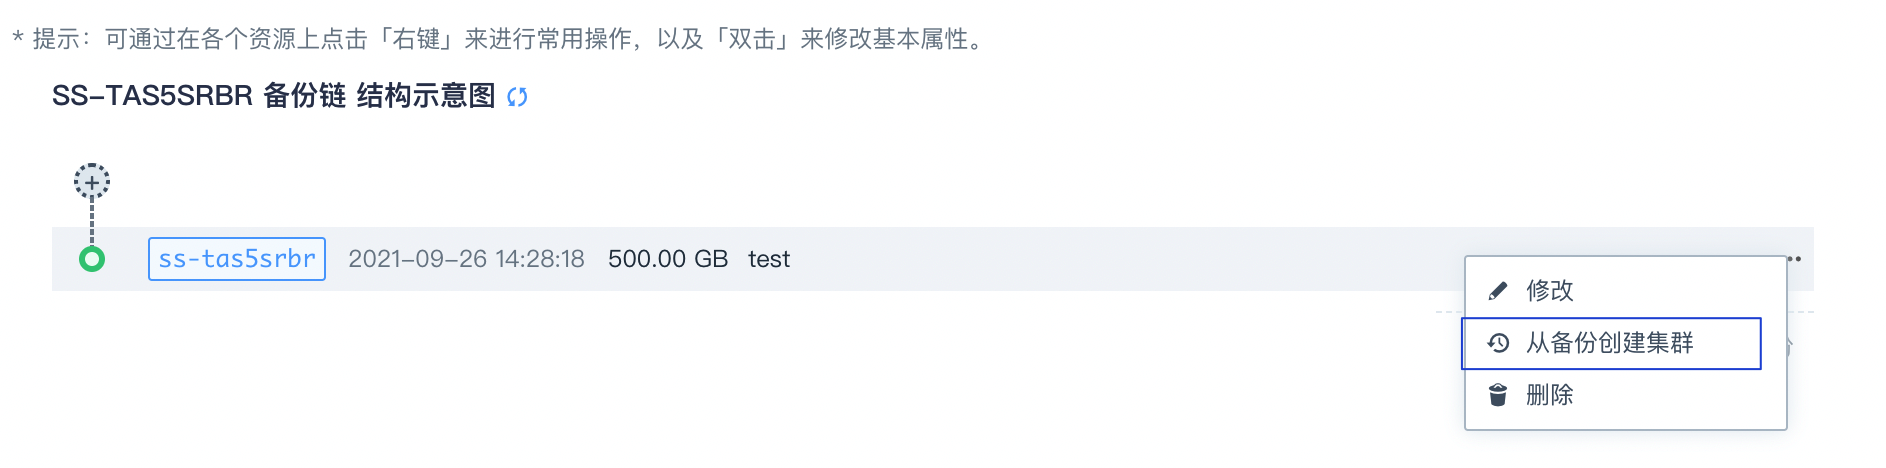 * 提示：可通过在各个资源上点击「右键」来进行常用操作，以及「双击」来修改基本属性。
SS-TAS5SRBR 备份链 结构示意图
ss-tas5srbr 2021-09-26 14:28:18 500.00 GB test
修改
从备份创建集群
删除